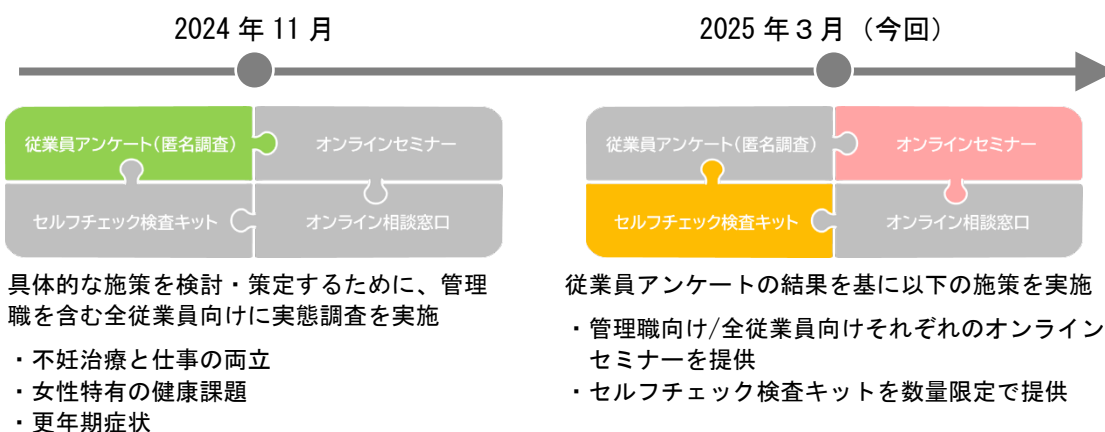 2024 年 11 月
2025 年３月（今回）
従業員アンケート(匿名調査)
オンラインセミナー
セルフチェック検査キット
オンライン相談窓口
従業員アンケート(匿名調査)
オンラインセミナー
セルフチェック検査キット
オンライン相談窓口
具体的な施策を検討・策定するために、管理
職を含む全従業員向けに実態調査を実施
・不妊治療と仕事の両立
・女性特有の健康課題
・更年期症状
従業員アンケートの結果を基に以下の施策を実施
・管理職向け/全従業員向けそれぞれのオンライン
セミナーを提供
・セルフチェック検査キットを数量限定で提供